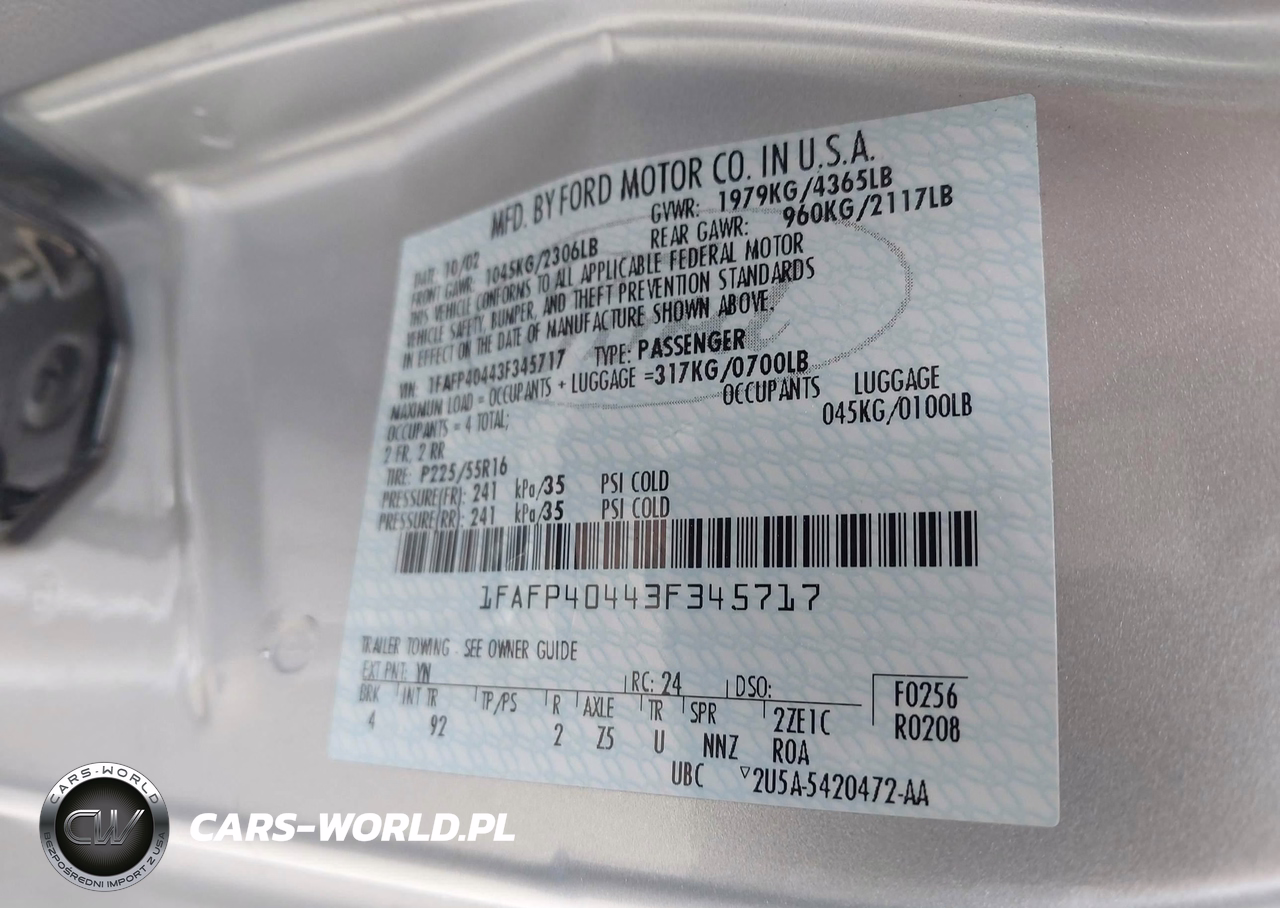 MFD. BY FORD MOTOR CO. IN U.S.A.
DATE: 10/02 GVWR: 1979KG/4365LB
FRONT GAWR: 1045KG/2306LB REAR GAWR: 960KG/2117LB
THIS VEHICLE CONFORMS TO ALL APPLICABLE FEDERAL MOTOR
VEHICLE SAFETY, BUMPER, AND THEFT PREVENTION STANDARDS
IN EFFECT ON THE DATE OF MANUFACTURE SHOWN ABOVE.
VIN: 1FAFP40443F345717 TYPE: PASSENGER
MAXIMUM LOAD = OCCUPANTS + LUGGAGE =317KG/0700LB
OCCUPANTS = 4 TOTAL; OCCUPANTS LUGGAGE
2 FR, 2 RR 045KG/0100LB
TIRE: P225/55R16
PRESSURE(FR): 241 kPa/35 PSI COLD
PRESSURE(RR): 241 kPa/35 PSI COLD
1FAFP40443F345717
TRAILER TOWING - SEE OWNER GUIDE
EXT PNT: YN RC: 24 DSO: F0256
BRK INT TR TP/PS R AXLE TR SPR 2ZE1C R0208
4 92 2 Z5 U NNZ R0A
UBC ▽2U5A-5420472-AA
CARS-WORLD
CW
BEZPOŚREDNI IMPORT Z USA
CARS-WORLD.PL